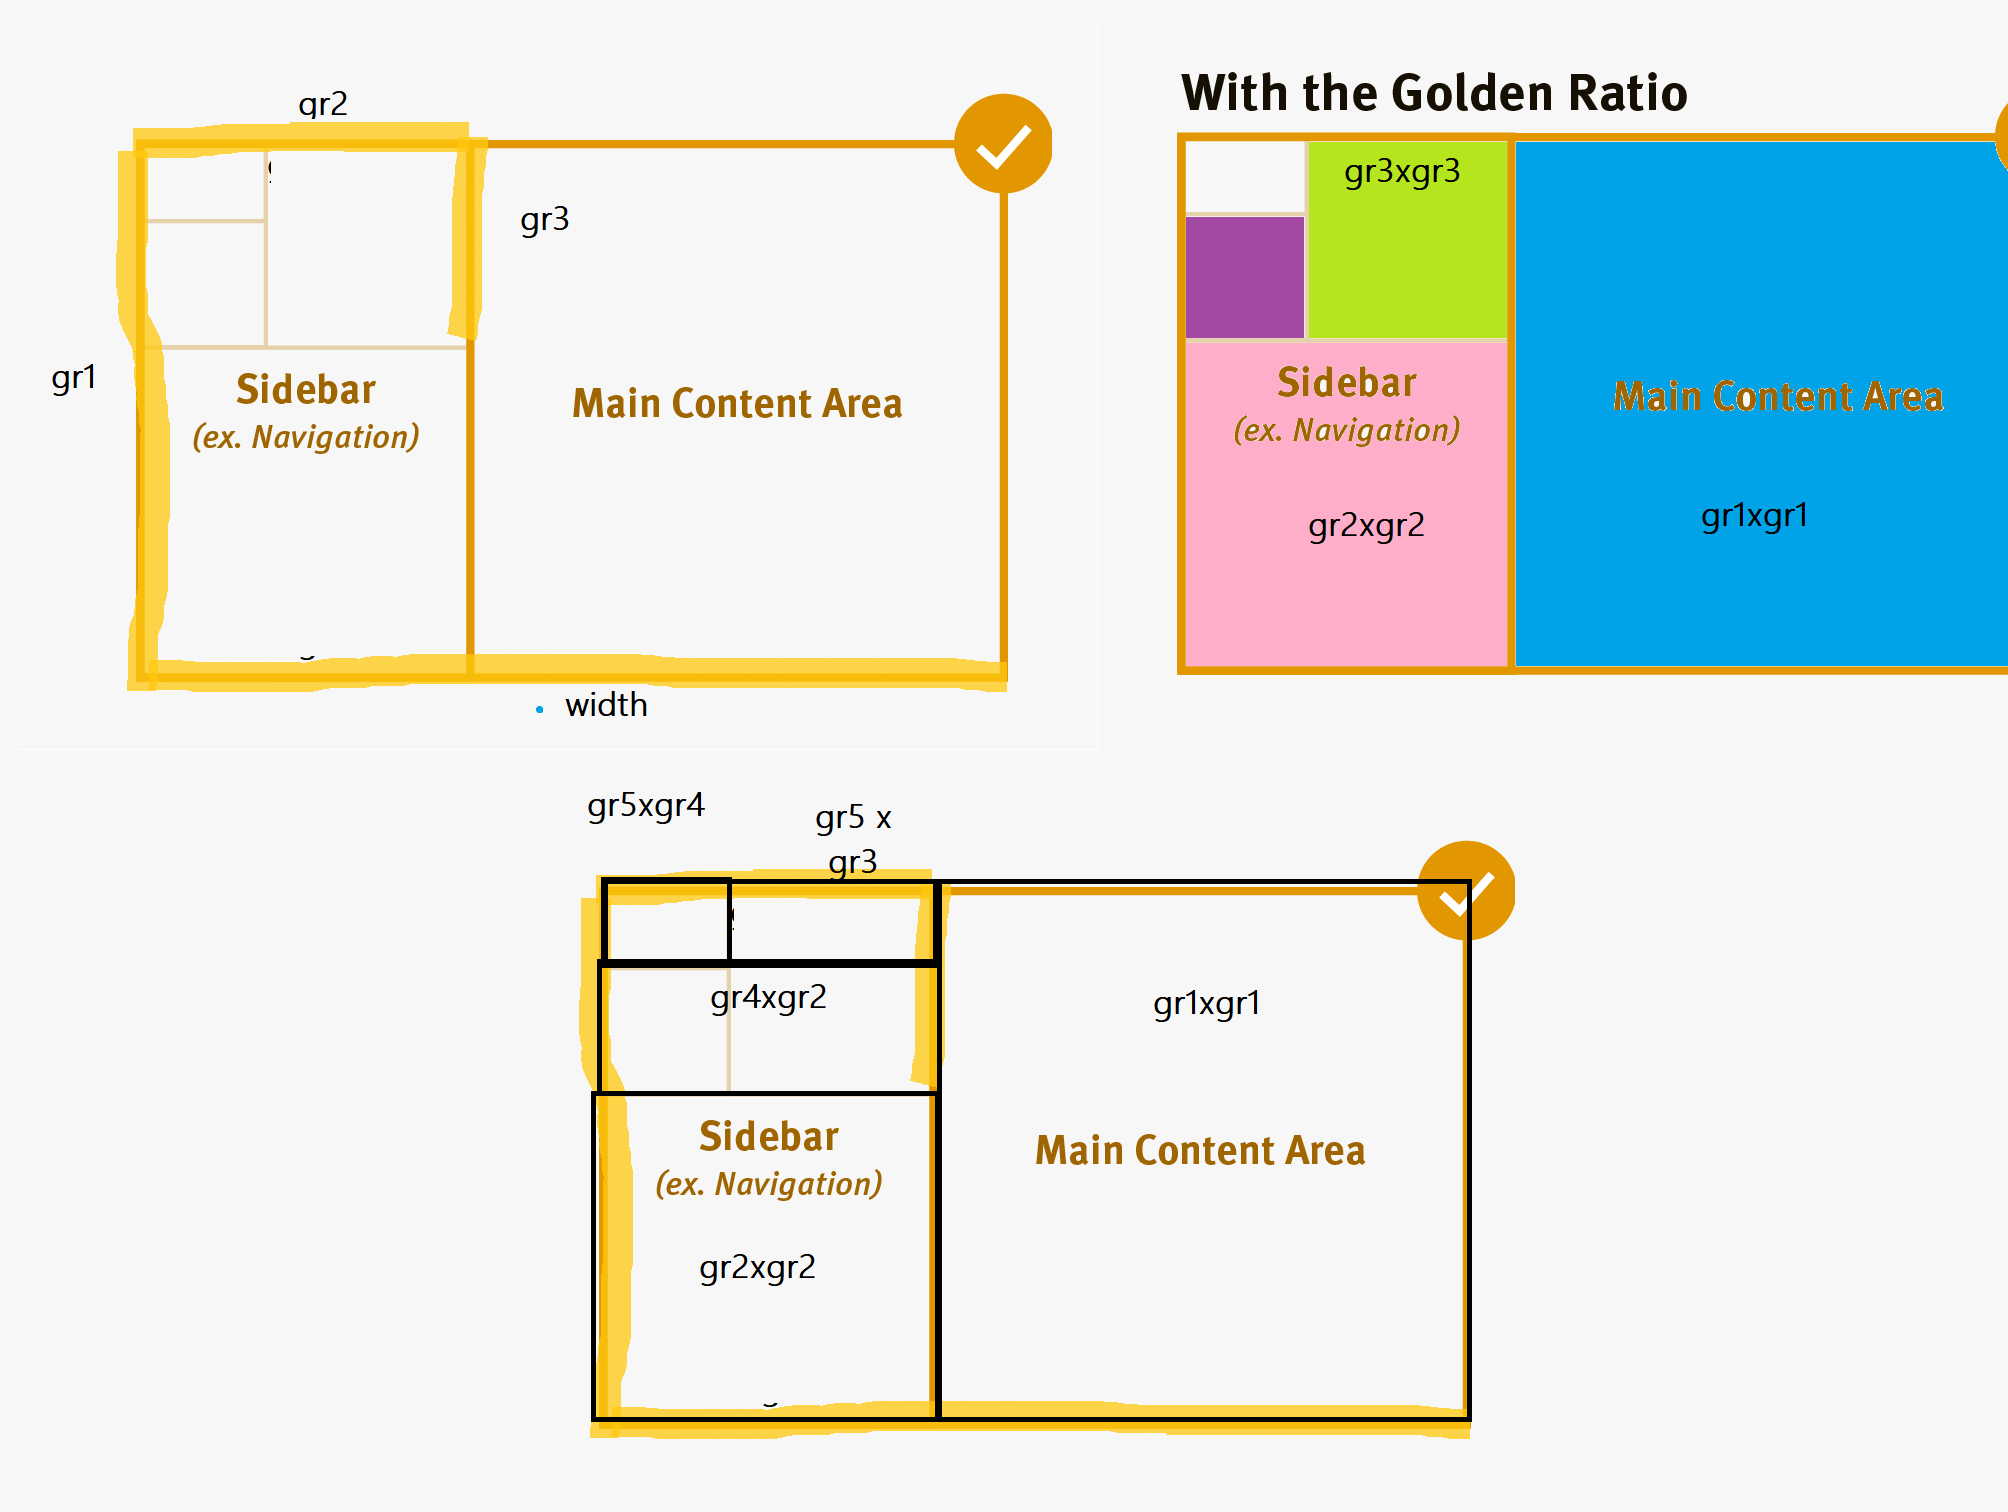 gr2
gr3
gr1
Sidebar
(ex. Navigation)
Main Content Area
width
With the Golden Ratio
gr3xgr3
Sidebar
(ex. Navigation)
Main Content Area
gr2xgr2
gr1xgr1
gr5xgr4
gr5 x
gr3
gr4xgr2
gr1xgr1
Sidebar
(ex. Navigation)
Main Content Area
gr2xgr2